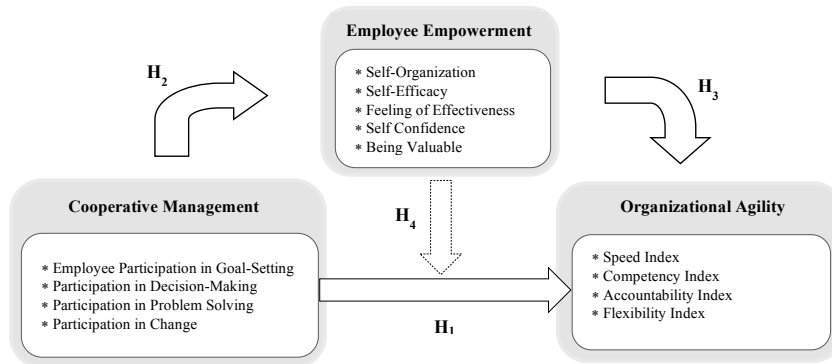 Employee Empowerment
* Self-Organization
* Self-Efficacy
* Feeling of Effectiveness
* Self Confidence
* Being Valuable
H2
H3
Cooperative Management
* Employee Participation in Goal-Setting
* Participation in Decision-Making
* Participation in Problem Solving
* Participation in Change
H4
H1
Organizational Agility
* Speed Index
* Competency Index
* Accountability Index
* Flexibility Index